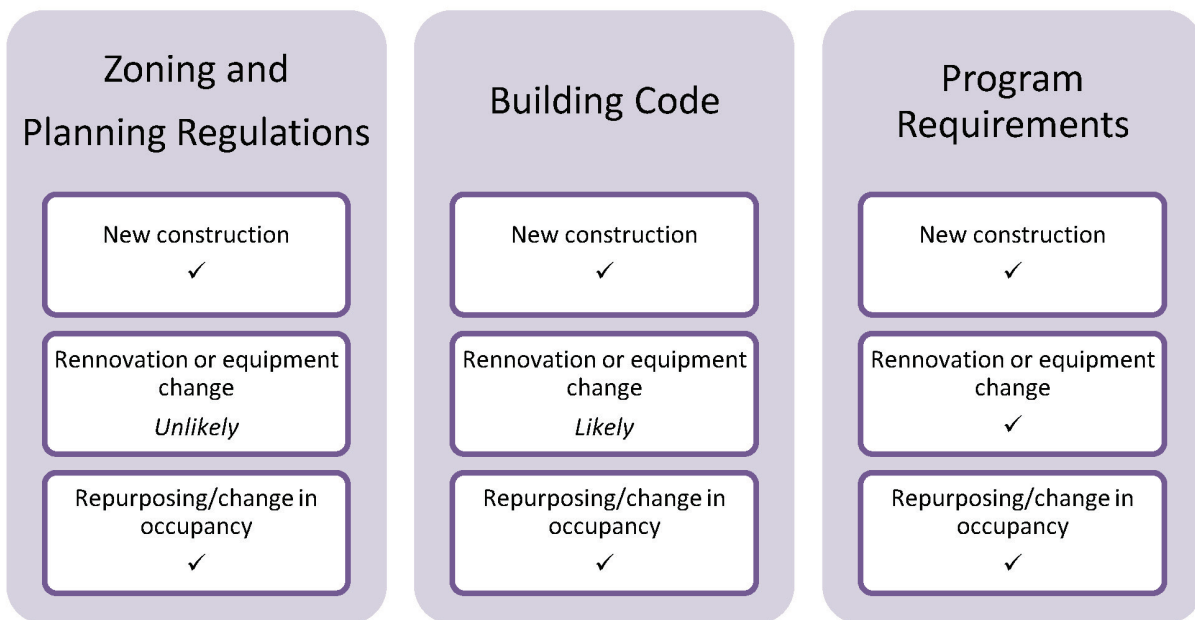 Zoning and
Planning Regulations
New construction
✓
Rennovation or equipment
change
Unlikely
Repurposing/change in
occupancy
✓
Building Code
New construction
✓
Rennovation or equipment
change
Likely
Repurposing/change in
occupancy
✓
Program
Requirements
New construction
✓
Rennovation or equipment
change
✓
Repurposing/change in
occupancy
✓